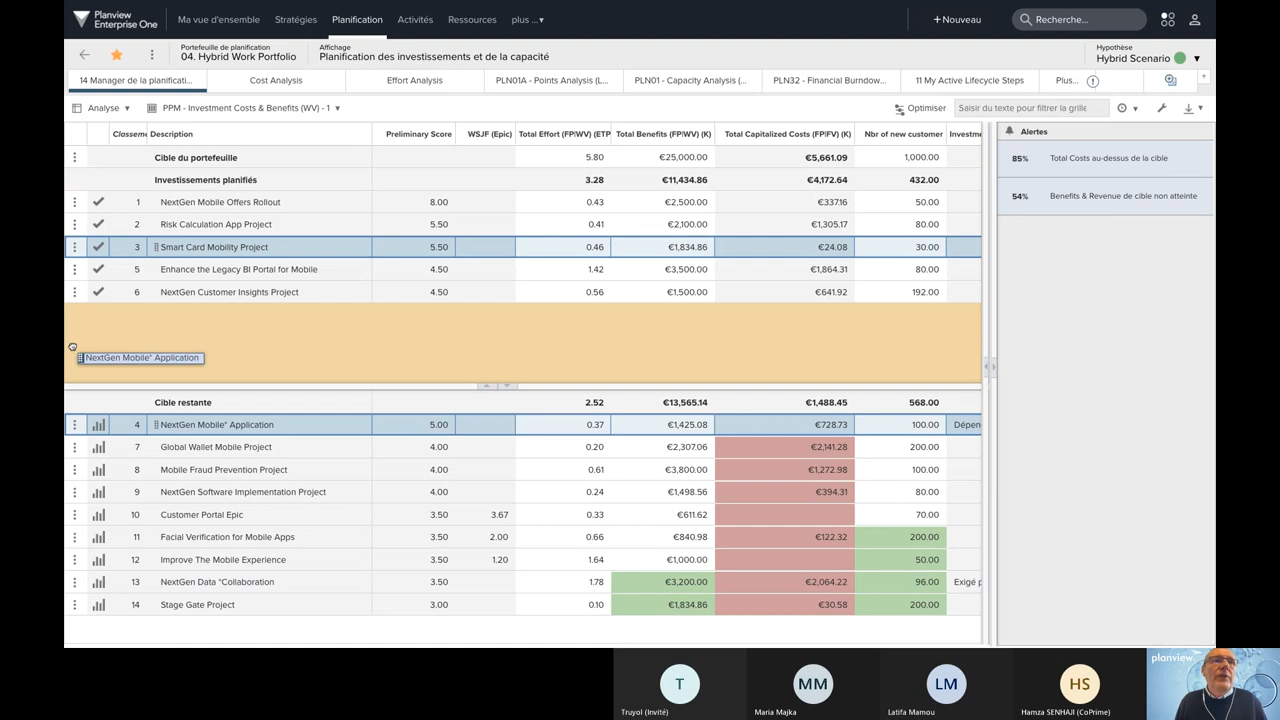 Planview Enterprise One
Ma vue d'ensemble Stratégies Planification Activités Ressources plus ...▾
+Nouveau Recherche...
Portefeuille de planification
04. Hybrid Work Portfolio
Affichage
Planification des investissements et de la capacité
Hypothèse
Hybrid Scenario
14 Manager de la planificati... Cost Analysis Effort Analysis PLN01A - Points Analysis (L... PLN01 - Capacity Analysis (... PLN32 - Financial Burndow... 11 My Active Lifecycle Steps Plus...
Analyse PPM - Investment Costs & Benefits (WV) - 1 Optimiser Saisir du texte pour filtrer la grille
Classem Description Preliminary Score WSJF (Epic) Total Effort (FP|WV) (ETP Total Benefits (FP|WV) (K) Total Capitalized Costs (FP|FV) (K) Nbr of new customer Investm
Cible du portefeuille 5.80 €25,000.00 €5,661.09 1,000.00
Investissements planifiés 3.28 €11,434.86 €4,172.64 432.00
1 NextGen Mobile Offers Rollout 8.00 0.43 €2,500.00 €337.16 50.00
2 Risk Calculation App Project 5.50 0.41 €2,100.00 €1,305.17 80.00
3 Smart Card Mobility Project 5.50 0.46 €1,834.86 €24.08 30.00
5 Enhance the Legacy BI Portal for Mobile 4.50 1.42 €3,500.00 €1,864.31 80.00
6 NextGen Customer Insights Project 4.50 0.56 €1,500.00 €641.92 192.00
NextGen Mobile* Application
Cible restante 2.52 €13,565.14 €1,488.45 568.00
4 NextGen Mobile* Application 5.00 0.37 €1,425.08 €728.73 100.00 Dépen
7 Global Wallet Mobile Project 4.00 0.20 €2,307.06 €2,141.28 200.00
8 Mobile Fraud Prevention Project 4.00 0.61 €3,800.00 €1,272.98 100.00
9 NextGen Software Implementation Project 4.00 0.24 €1,498.56 €394.31 80.00
10 Customer Portal Epic 3.50 3.67 0.33 €611.62 70.00
11 Facial Verification for Mobile Apps 3.50 2.00 0.66 €840.98 €122.32 200.00
12 Improve The Mobile Experience 3.50 1.20 1.64 €1,000.00 50.00
13 NextGen Data *Collaboration 3.50 1.78 €3,200.00 €2,064.22 96.00 Exigé p
14 Stage Gate Project 3.00 0.10 €1,834.86 €30.58 200.00
Alertes
85% Total Costs au-dessus de la cible
54% Benefits & Revenue de cible non atteinte
T MM LM HS planview
Truyol (Invité) Maria Majka Latifa Mamou Hamza SENHAJI (CoPrime)